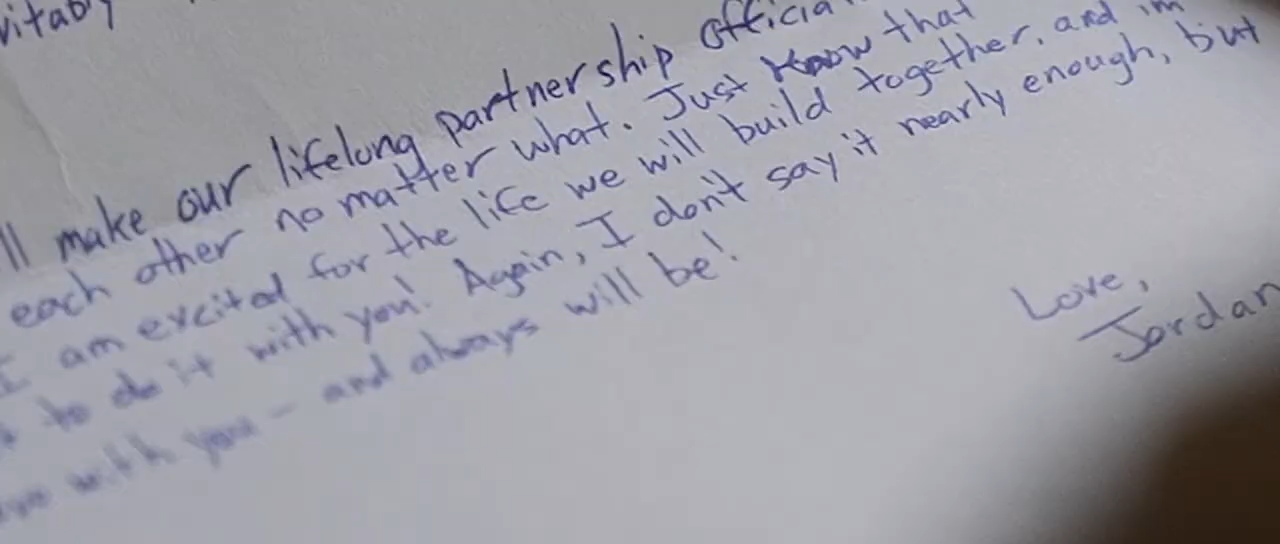 ll make our lifelong partnership officia
each other no matter what. Just know that
I am excited for the life we will build together, and im
to do it with you! Again, I don't say it nearly enough, but
with you - and always will be!
Love,
Jordan